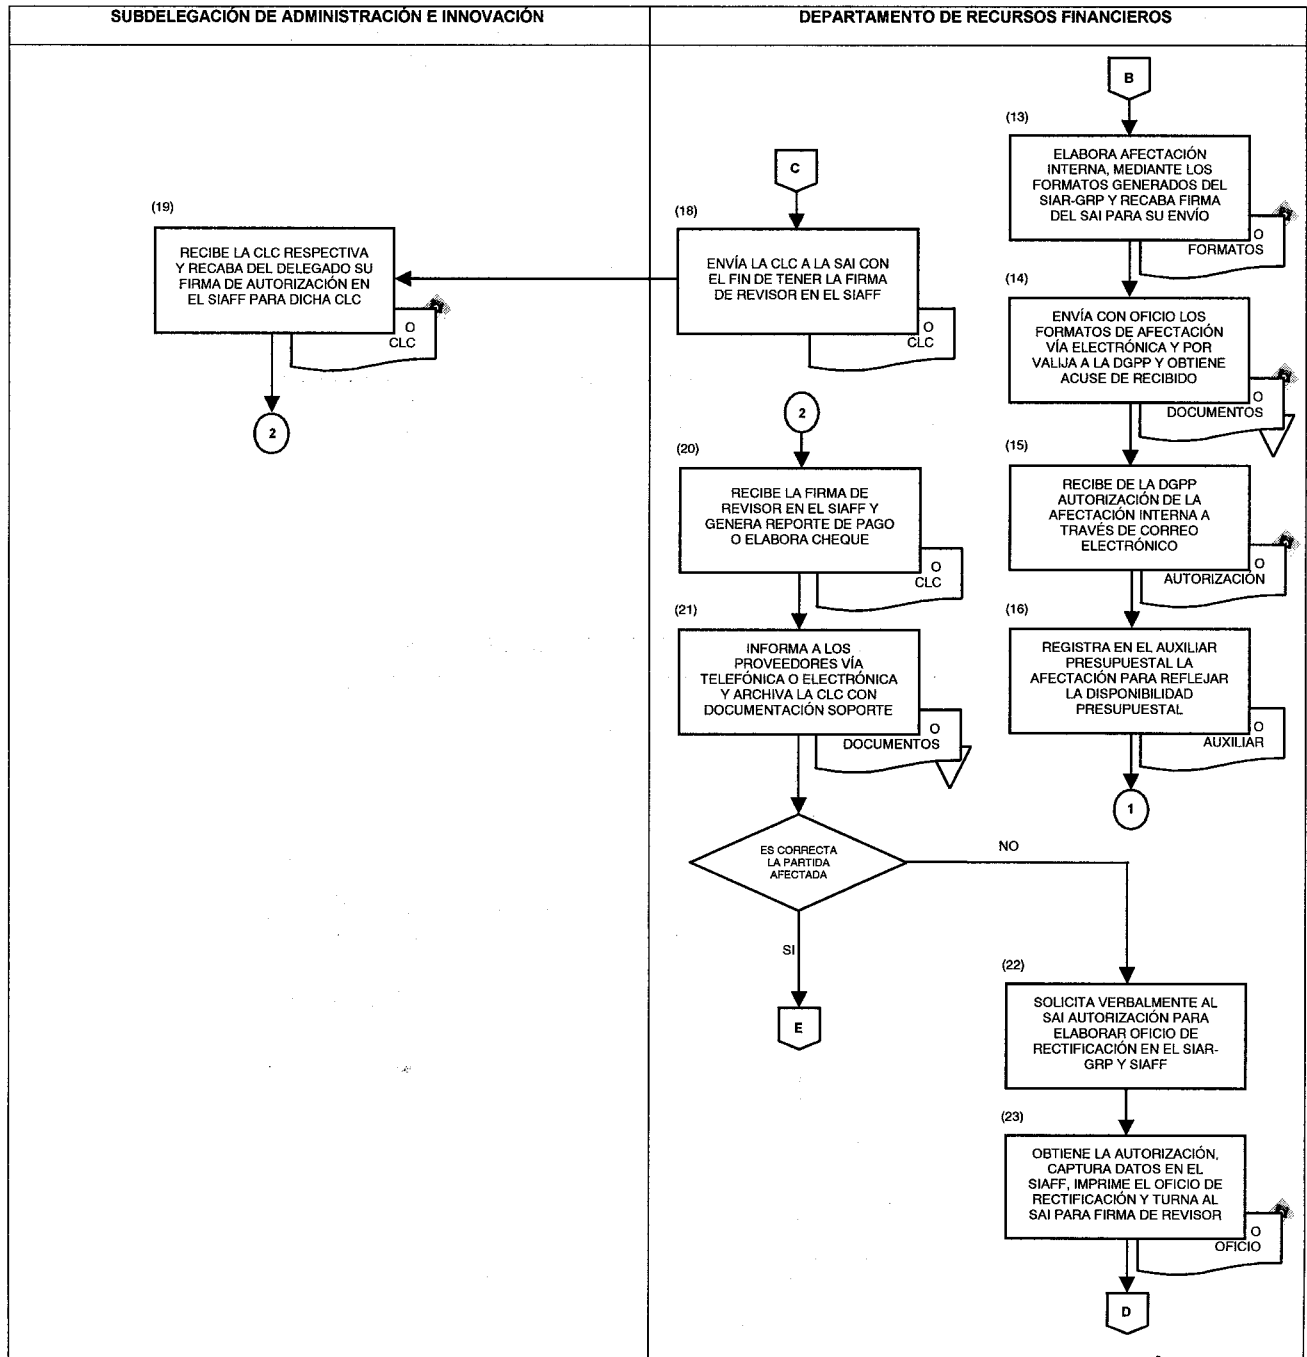 SUBDELEGACIÓN DE ADMINISTRACIÓN E INNOVACIÓN
DEPARTAMENTO DE RECURSOS FINANCIEROS
B
(13)
ELABORA AFECTACIÓN
INTERNA, MEDIANTE LOS
FORMATOS GENERADOS DEL
SIAR-GRP Y RECABA FIRMA
DEL SAI PARA SU ENVÍO
O
FORMATOS
(14)
ENVÍA CON OFICIO LOS
FORMATOS DE AFECTACIÓN
VÍA ELECTRÓNICA Y POR
VALIJA A LA DGPP Y OBTIENE
ACUSE DE RECIBIDO
O
DOCUMENTOS
(15)
RECIBE DE LA DGPP
AUTORIZACIÓN DE LA
AFECTACIÓN INTERNA A
TRAVÉS DE CORREO
ELECTRÓNICO
O
AUTORIZACIÓN
(16)
REGISTRA EN EL AUXILIAR
PRESUPUESTAL LA
AFECTACIÓN PARA REFLEJAR
LA DISPONIBILIDAD
PRESUPUESTAL
O
AUXILIAR
1
C
(18)
ENVÍA LA CLC A LA SAI CON
EL FIN DE TENER LA FIRMA
DE REVISOR EN EL SIAFF
O
CLC
(19)
RECIBE LA CLC RESPECTIVA
Y RECABA DEL DELEGADO SU
FIRMA DE AUTORIZACIÓN EN
EL SIAFF PARA DICHA CLC
O
CLC
2
2
(20)
RECIBE LA FIRMA DE
REVISOR EN EL SIAFF Y
GENERA REPORTE DE PAGO
O ELABORA CHEQUE
O
CLC
(21)
INFORMA A LOS
PROVEEDORES VÍA
TELEFÓNICA O ELECTRÓNICA
Y ARCHIVA LA CLC CON
DOCUMENTACIÓN SOPORTE
O
DOCUMENTOS
ES CORRECTA
LA PARTIDA
AFECTADA
NO
SI
E
(22)
SOLICITA VERBALMENTE AL
SAI AUTORIZACIÓN PARA
ELABORAR OFICIO DE
RECTIFICACIÓN EN EL SIAR-
GRP Y SIAFF
(23)
OBTIENE LA AUTORIZACIÓN,
CAPTURA DATOS EN EL
SIAFF, IMPRIME EL OFICIO DE
RECTIFICACIÓN Y TURNA AL
SAI PARA FIRMA DE REVISOR
O
OFICIO
D